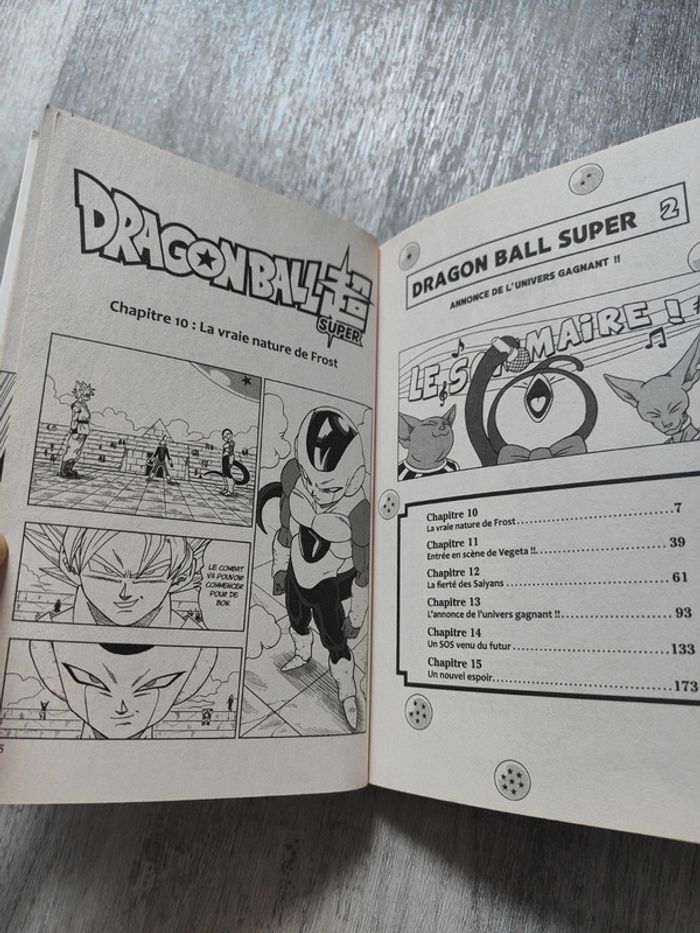 DRAGON BALL 超
SUPER
Chapitre 10 : La vraie nature de Frost
LE COMBAT
VA POUVOIR
COMMENCER
POUR DE
BON.
DRAGON BALL SUPER 2
ANNONCE DE L'UNIVERS GAGNANT !!
LE SOMMAIRE !
Chapitre 10
La vraie nature de Frost 7
Chapitre 11
Entrée en scène de Vegeta !! 39
Chapitre 12
La fierté des Saiyans 61
Chapitre 13
L'annonce de l'univers gagnant !! 93
Chapitre 14
Un SOS venu du futur 133
Chapitre 15
Un nouvel espoir 173